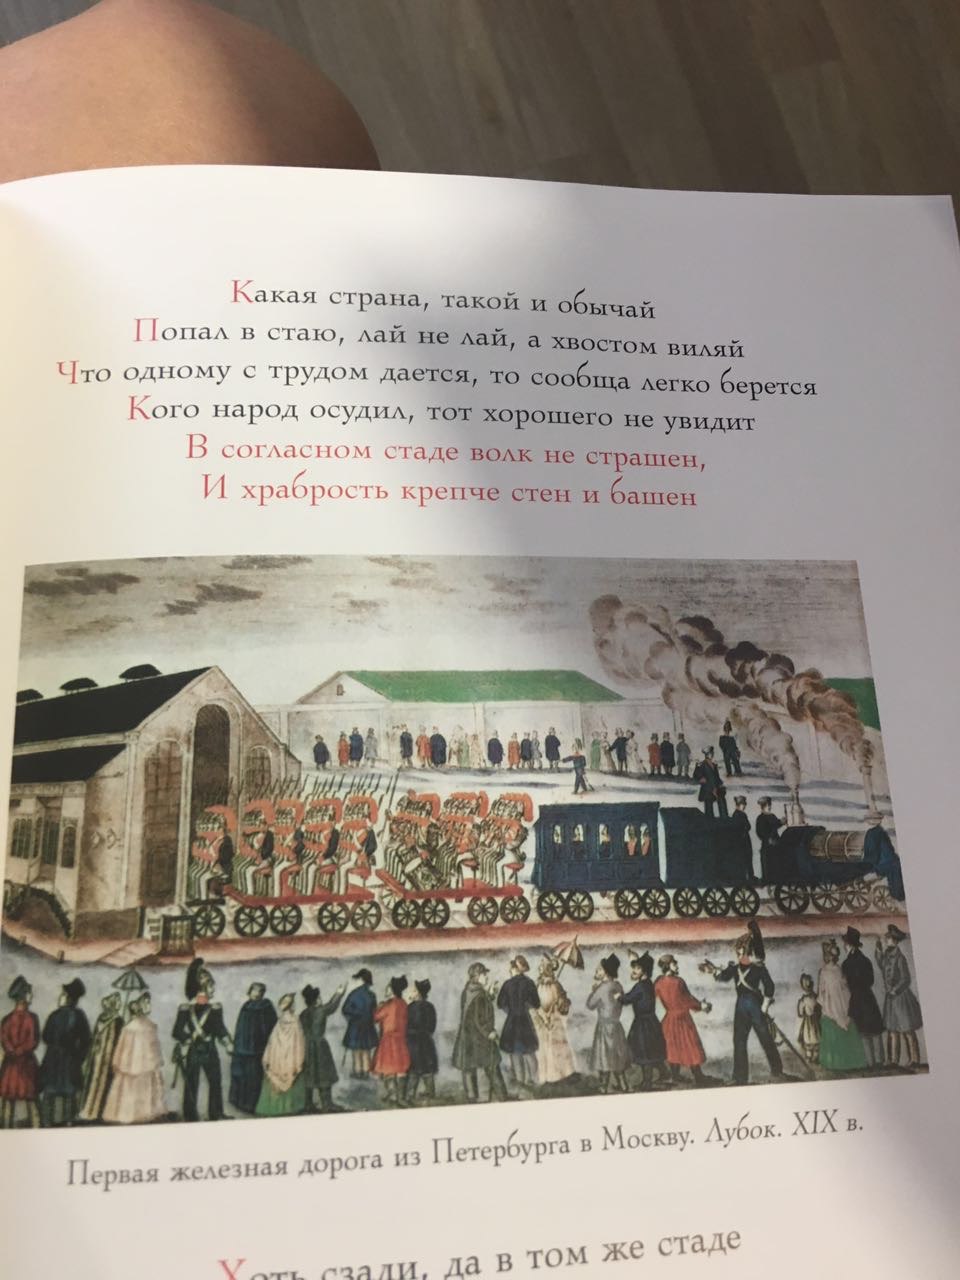 Какая страна, такой и обычай
Попал в стаю, лай не лай, а хвостом виляй
Что одному с трудом дается, то сообща легко берется
Кого народ осудил, тот хорошего не увидит
В согласном стаде волк не страшен,
И храбрость крепче стен и башен
Первая железная дорога из Петербурга в Москву. Лубок. XIX в.
Хоть сзади, да в том же стаде